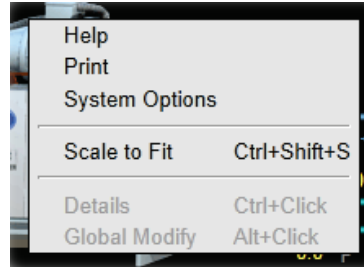 Help
Print
System Options
Scale to Fit Ctrl+Shift+S
Details Ctrl+Click
Global Modify Alt+Click